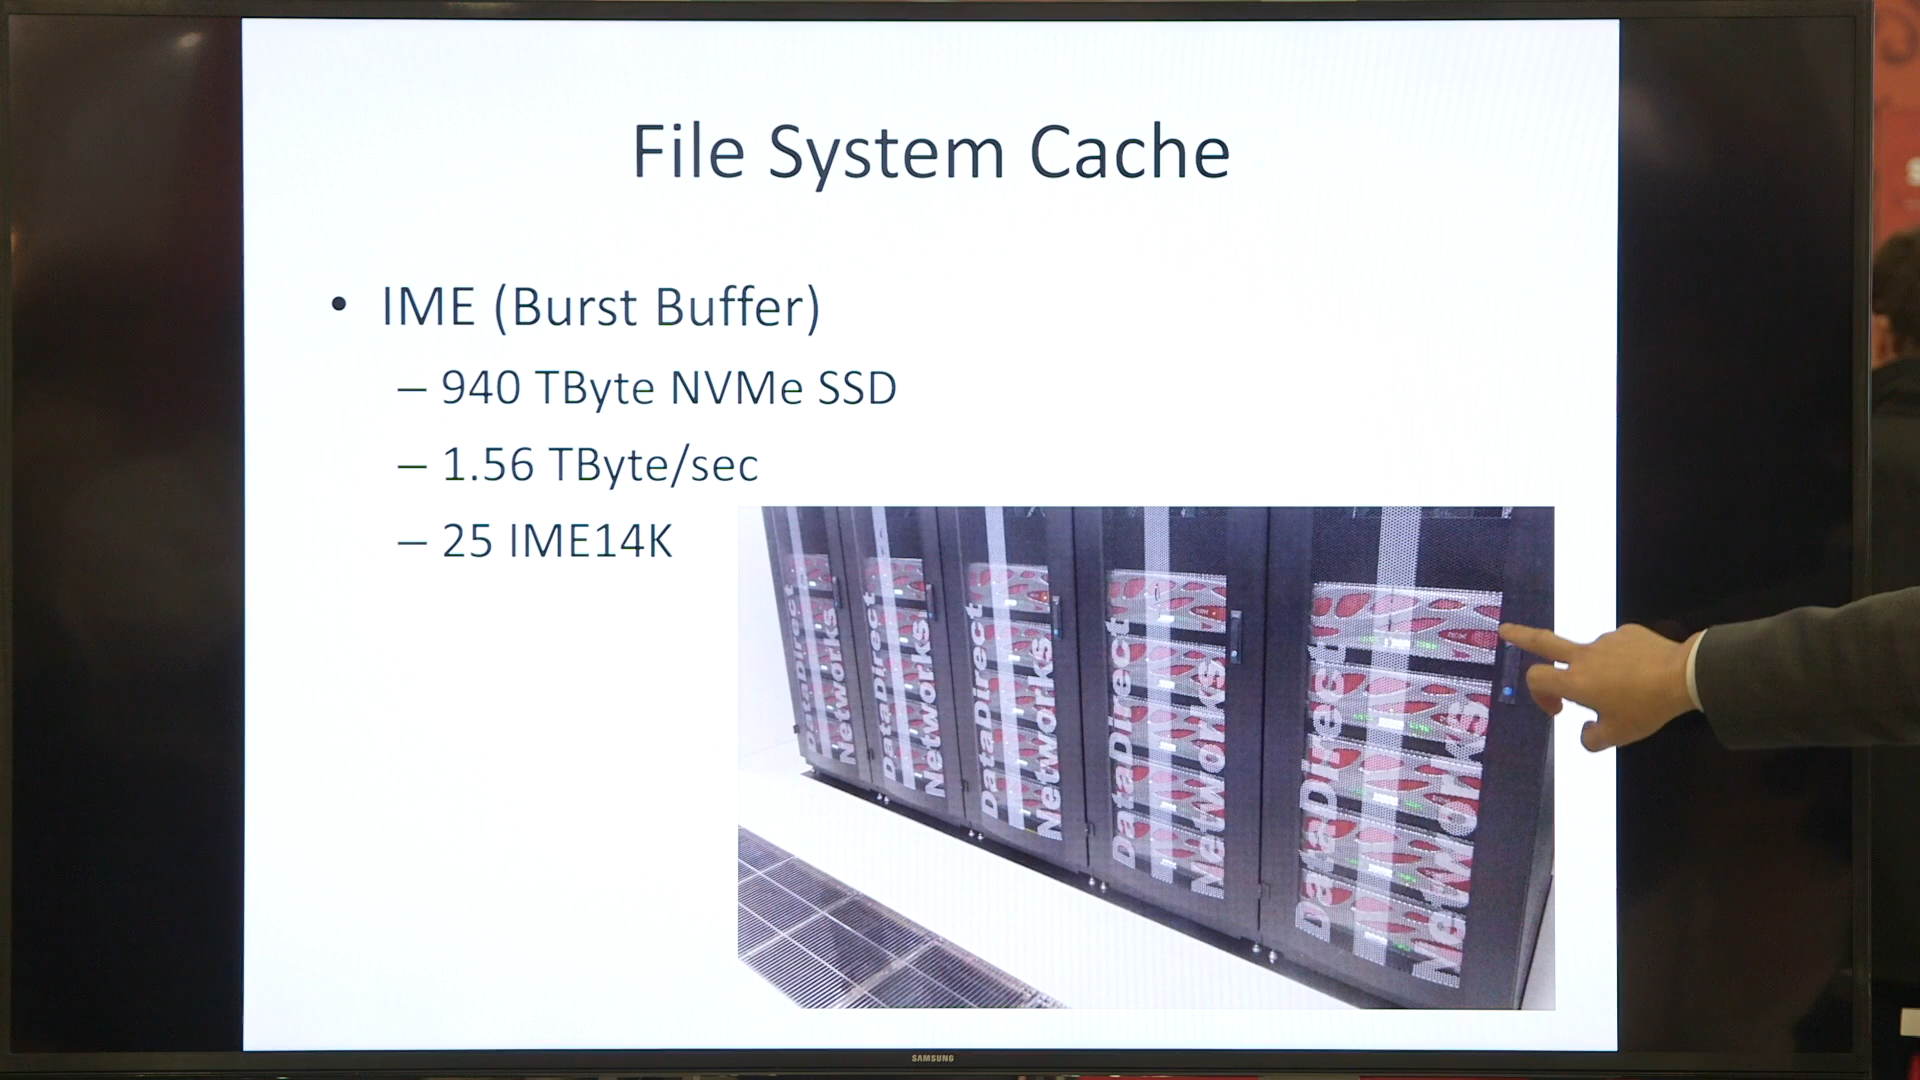 File System Cache
• IME (Burst Buffer)
– 940 TByte NVMe SSD
– 1.56 TByte/sec
– 25 IME14K
DataDirect
Networks
DataDirect
Networks
DataDirect
Networks
DataDirect
Networks
DataDirect
Networks
SAMSUNG